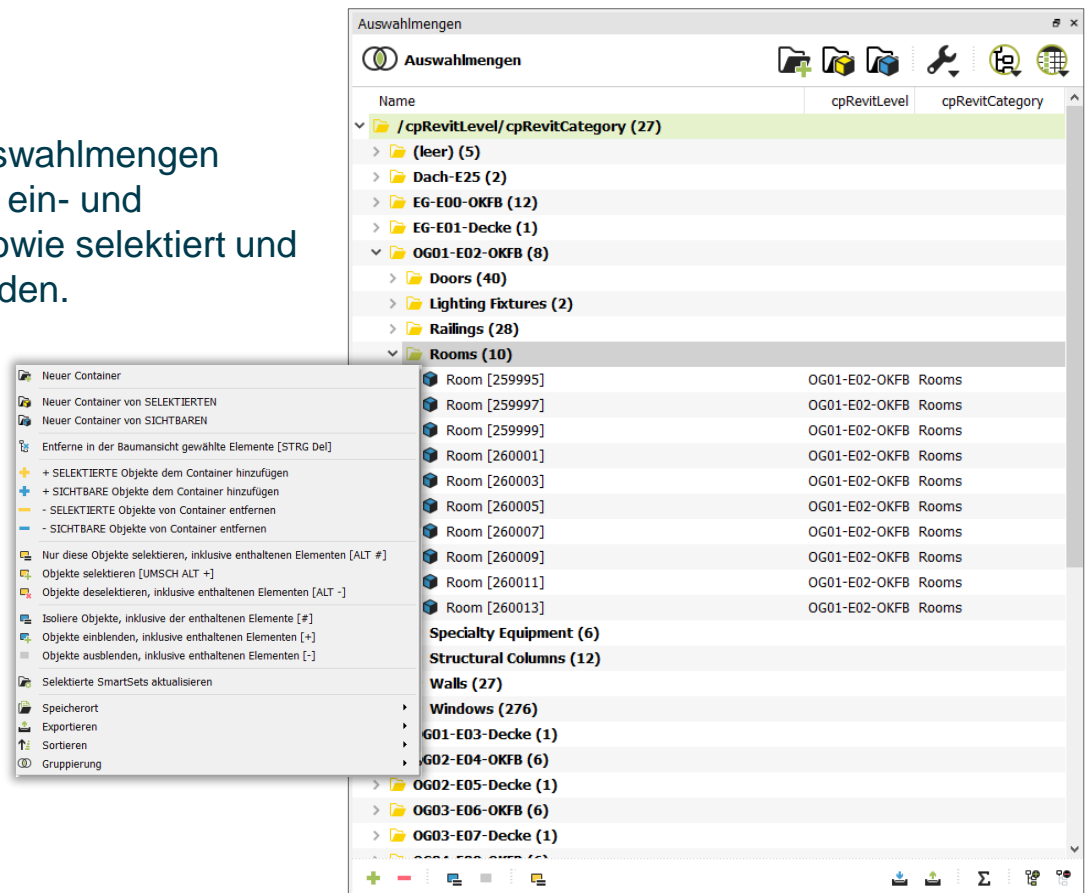 Auswahlmengen
Auswahlmengen
Name cpRevitLevel cpRevitCategory
/cpRevitLevel/cpRevitCategory (27)
(leer) (5)
Dach-E25 (2)
EG-E00-OKFB (12)
EG-E01-Decke (1)
OG01-E02-OKFB (8)
Doors (40)
Lighting Fixtures (2)
Railings (28)
Rooms (10)
Room [259995] OG01-E02-OKFB Rooms
Room [259997] OG01-E02-OKFB Rooms
Room [259999] OG01-E02-OKFB Rooms
Room [260001] OG01-E02-OKFB Rooms
Room [260003] OG01-E02-OKFB Rooms
Room [260005] OG01-E02-OKFB Rooms
Room [260007] OG01-E02-OKFB Rooms
Room [260009] OG01-E02-OKFB Rooms
Room [260011] OG01-E02-OKFB Rooms
Room [260013] OG01-E02-OKFB Rooms
Specialty Equipment (6)
Structural Columns (12)
Walls (27)
Windows (276)
G01-E03-Decke (1)
G02-E04-OKFB (6)
OG02-E05-Decke (1)
OG03-E06-OKFB (6)
OG03-E07-Decke (1)
swahlmengen
ein- und
owie selektiert und
den.
Neuer Container
Neuer Container von SELEKTIERTEN
Neuer Container von SICHTBAREN
Entferne in der Baumansicht gewählte Elemente [STRG Del]
+ SELEKTIERTE Objekte dem Container hinzufügen
+ SICHTBARE Objekte dem Container hinzufügen
- SELEKTIERTE Objekte von Container entfernen
- SICHTBARE Objekte von Container entfernen
Nur diese Objekte selektieren, inklusive enthaltenen Elementen [ALT #]
Objekte selektieren [UMSCH ALT +]
Objekte deselektieren, inklusive enthaltenen Elementen [ALT -]
Isoliere Objekte, inklusive der enthaltenen Elemente [#]
Objekte einblenden, inklusive enthaltenen Elementen [+]
Objekte ausblenden, inklusive enthaltenen Elementen [-]
Selektierte SmartSets aktualisieren
Speicherort
Exportieren
Sortieren
Gruppierung